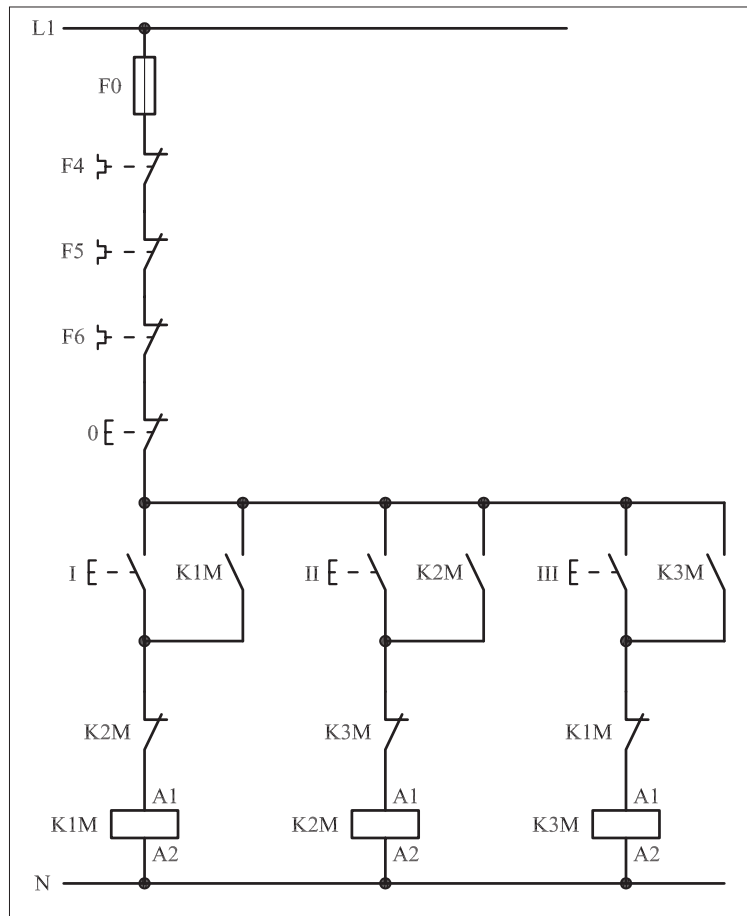 L1
F0
F4
F5
F6
0
I K1M II K2M III K3M
K2M K3M K1M
A1 A1 A1
K1M K2M K3M
A2 A2 A2
N